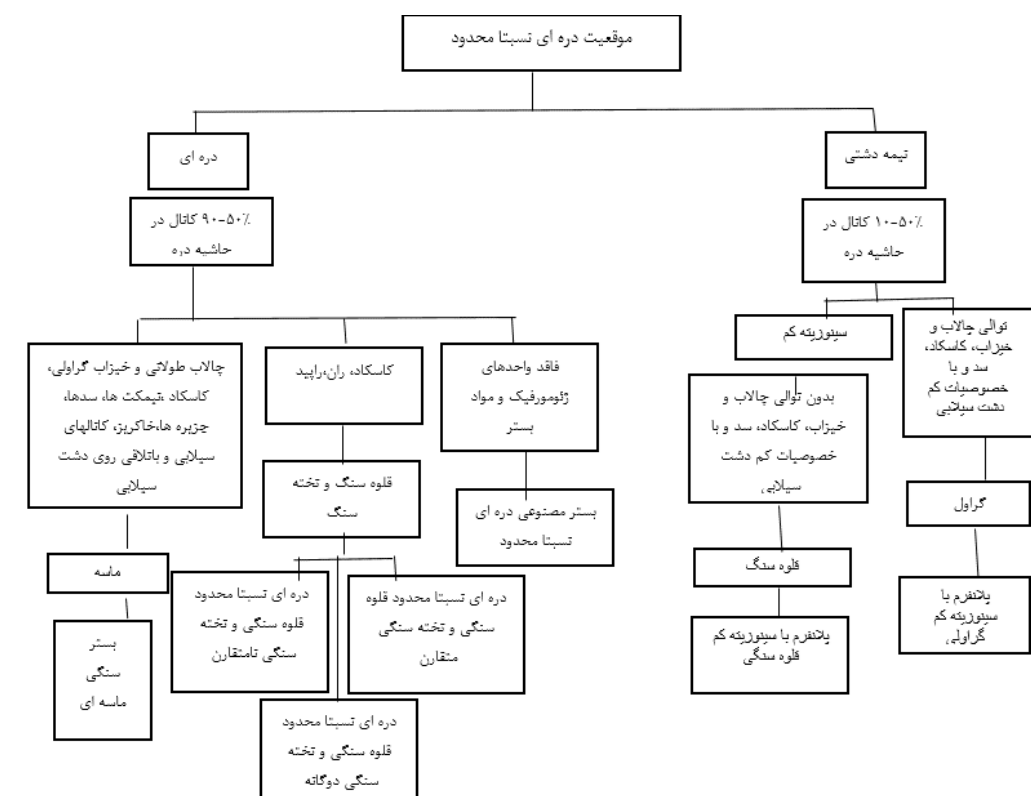 موقعیت دره ای نسبتا محدود
نیمه دشتی
۱۰-۵۰٪ کانال در
حاشیه دره
توالی چالاب و
خیزاب، کاسکاد،
سد و با
خصوصیات کم
دشت سیلابی
گراول
پلانفرم با
سینوزیته کم
گراولی
سینوزیته کم
بدون توالی چالاب و
خیزاب، کاسکاد، سد و با
خصوصیات کم دشت
سیلابی
قلوه سنگ
پلانفرم با سینوزیته کم
قلوه سنگی
دره ای
۵۰-۹۰٪ کانال در
حاشیه دره
فاقد واحدهای
ژئومورفیک و مواد
بستر
بستر مصنوعی دره ای
نسبتا محدود
کاسکاد، ران،راپید
قلوه سنگ و تخته
سنگ
دره ای نسبتا محدود قلوه
سنگی و تخته سنگی
متقارن
دره ای نسبتا محدود
قلوه سنگی و تخته
سنگی دوگانه
دره ای نسبتا محدود
قلوه سنگی و تخته
سنگی نامتقارن
چالاب طولانی و خیزاب گراولی،
کاسکاد ،نیمکت ها، سدها،
جزیره ها،خاکریز، کانالهای
سیلابی و باتلاقی روی دشت
سیلابی
ماسه
بستر
سنگی
ماسه ای